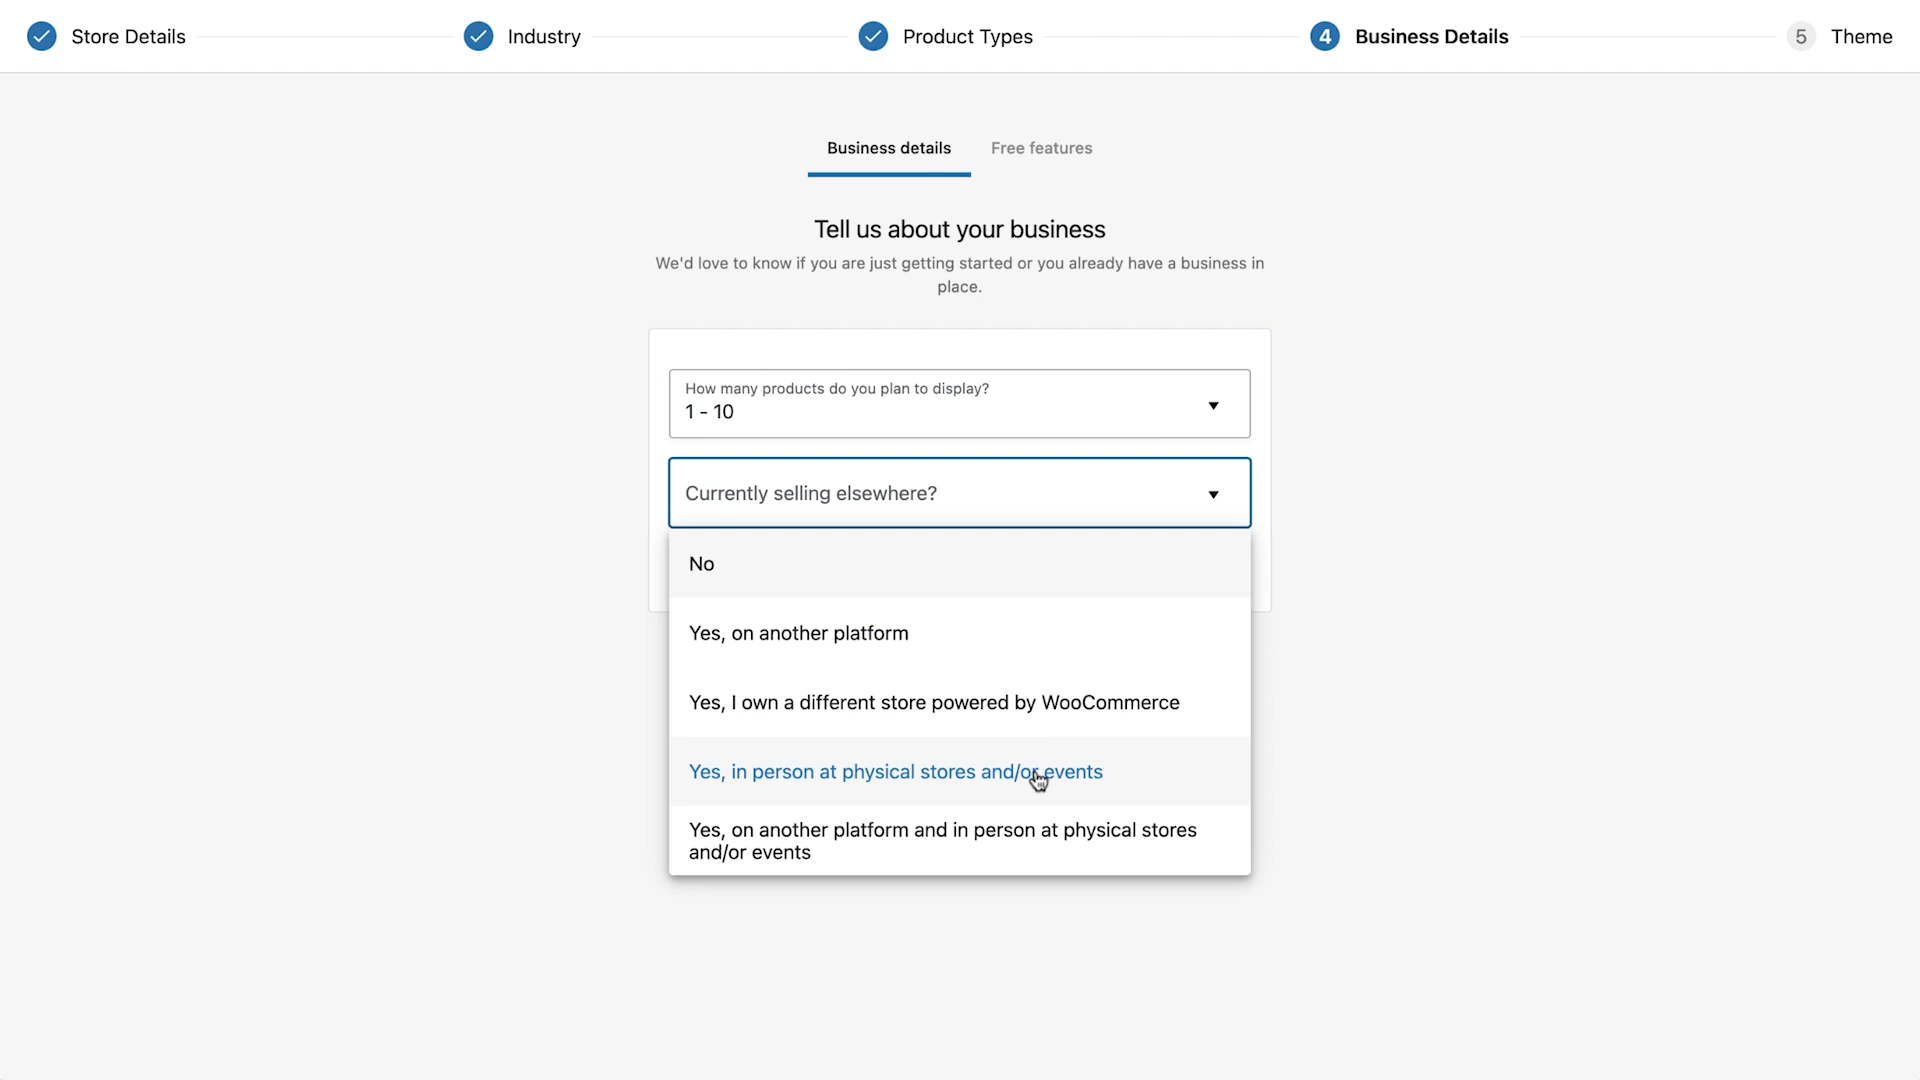 Store Details
Industry
Product Types
4 Business Details
5 Theme
Business details
Free features
Tell us about your business
We'd love to know if you are just getting started or you already have a business in
place.
How many products do you plan to display?
1 - 10
Currently selling elsewhere?
No
Yes, on another platform
Yes, I own a different store powered by WooCommerce
Yes, in person at physical stores and/or events
Yes, on another platform and in person at physical stores
and/or events